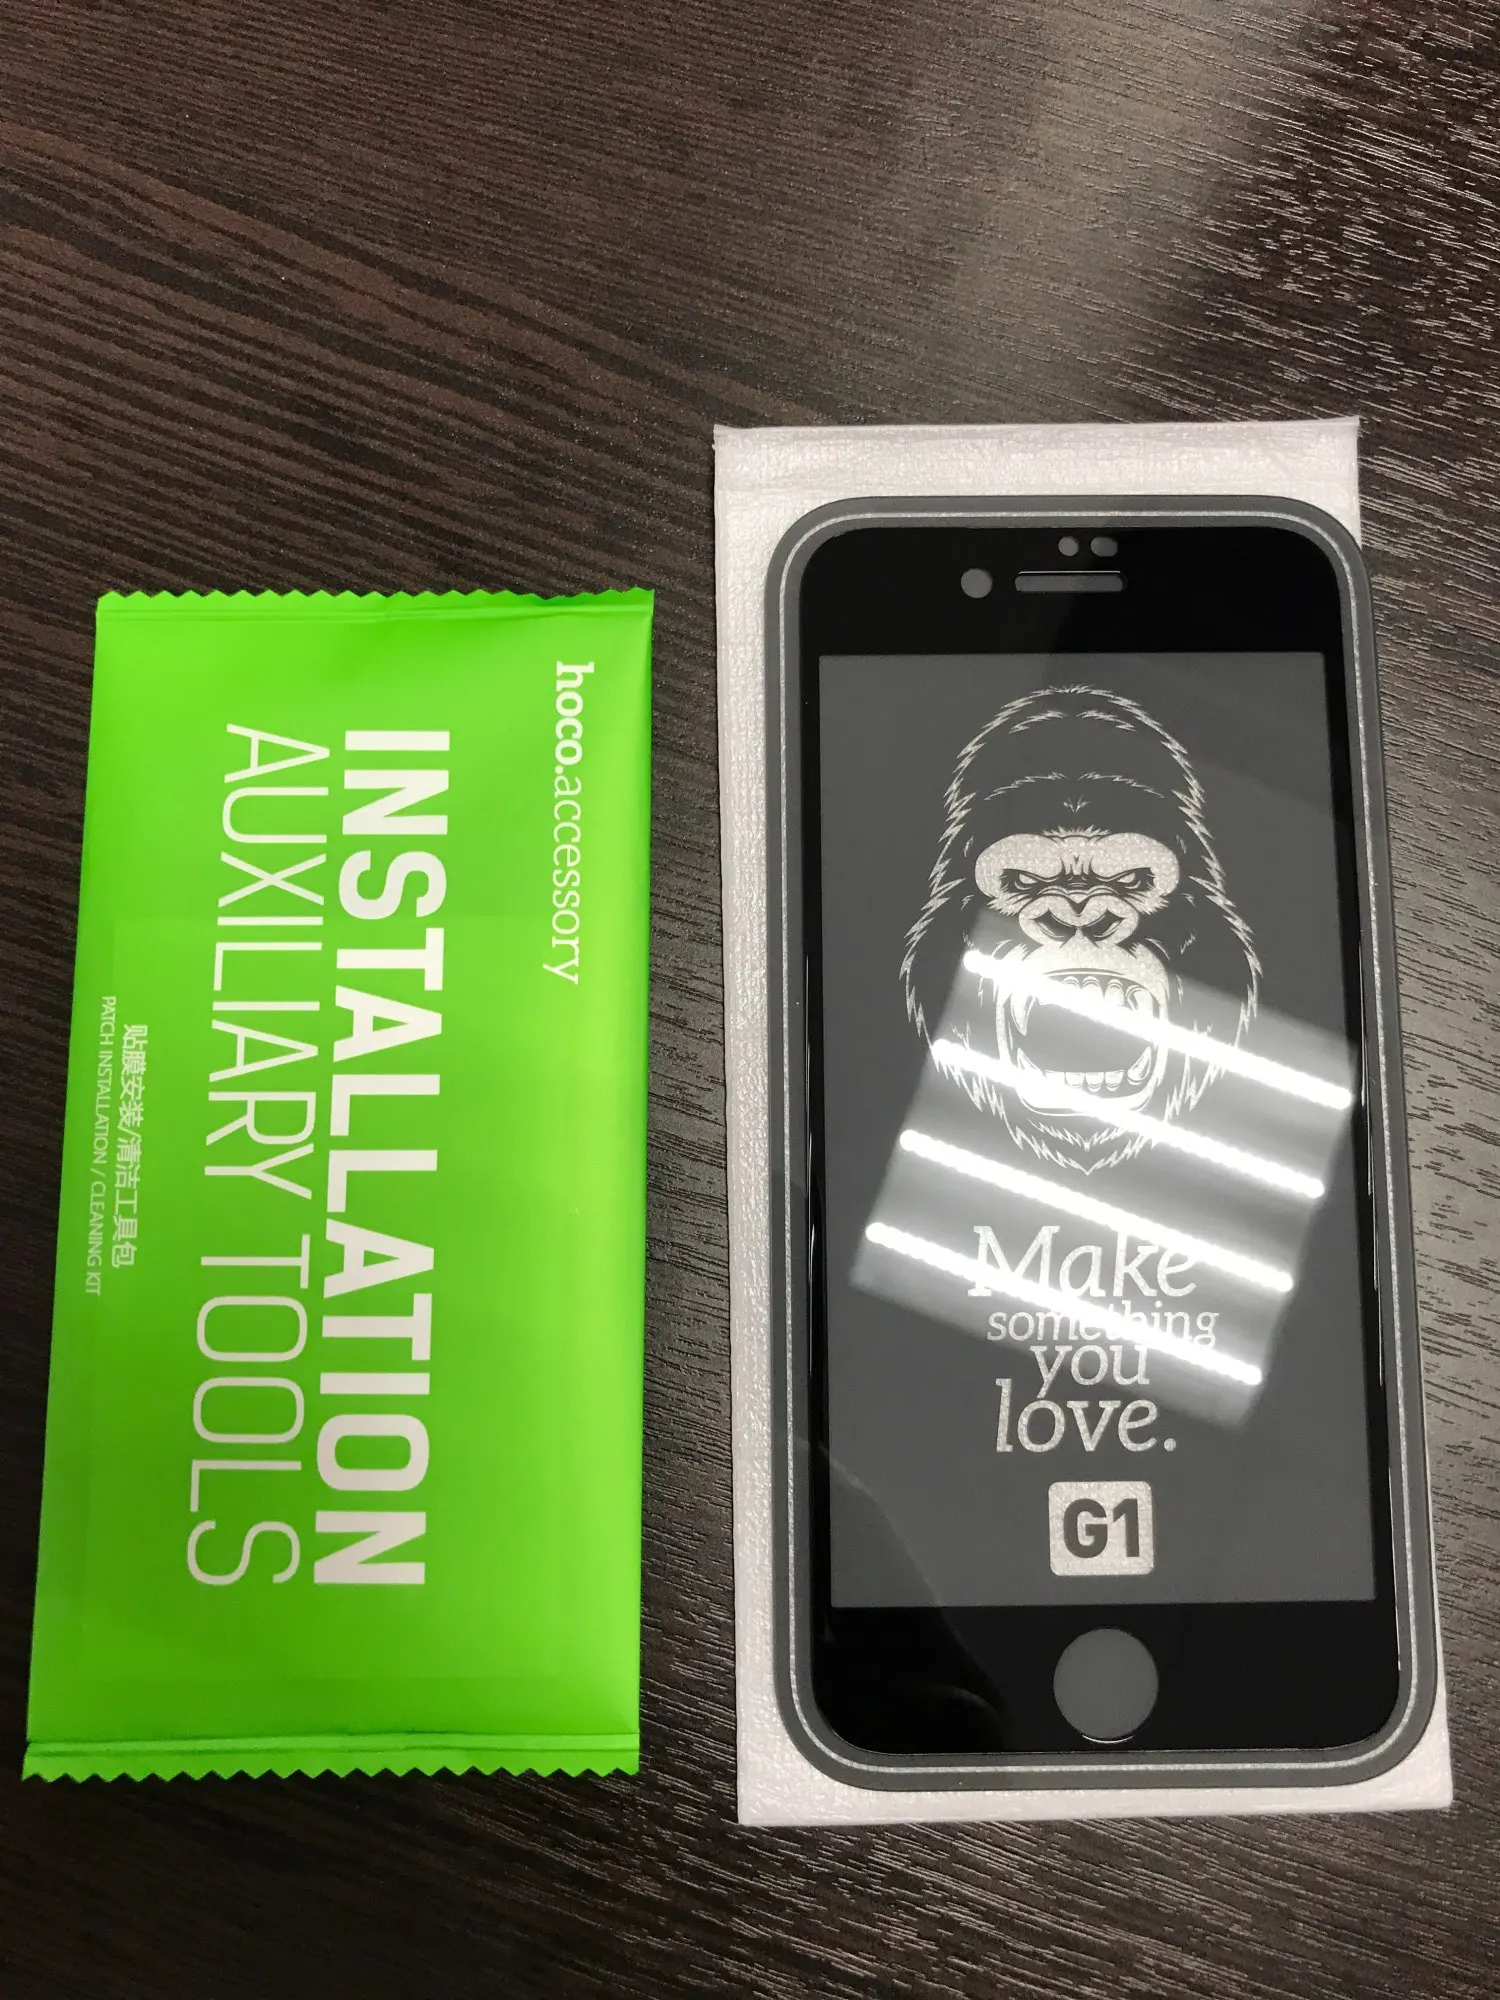 hoco.accessory
INSTALLATION
AUXILIARY TOOLS
贴膜安装/清洁工具包
PATCH INSTALLATION / CLEANING KIT
Make
something
you
love.
G1